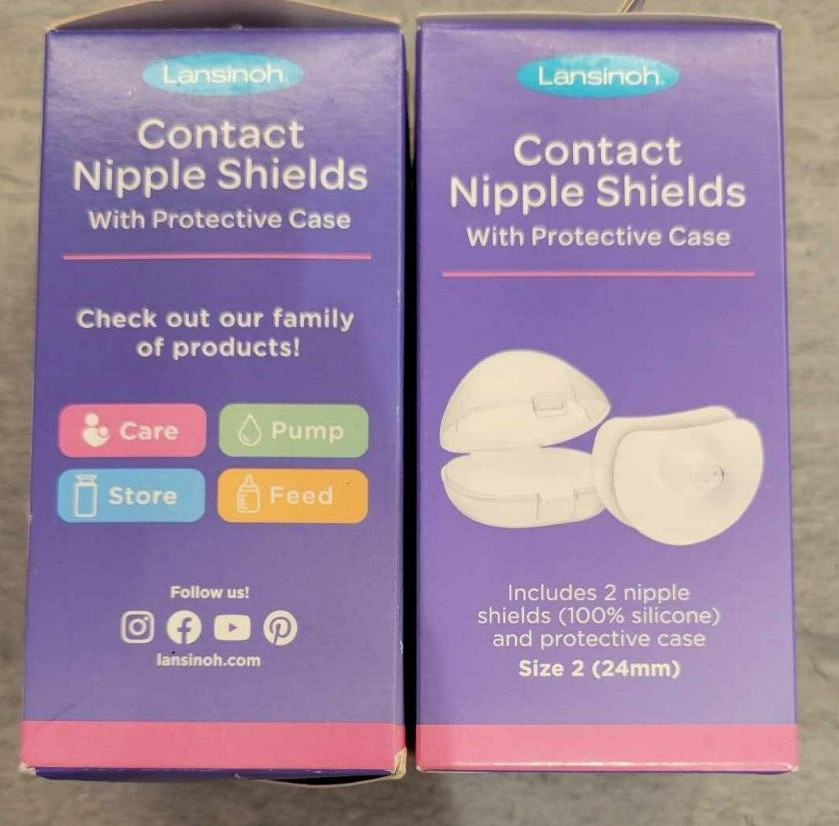 Lansinoh®
Contact
Nipple Shields
With Protective Case
Check out our family
of products!
Care
Pump
Store
Feed
Follow us!
lansinoh.com
Lansinoh®
Contact
Nipple Shields
With Protective Case
Includes 2 nipple
shields (100% silicone)
and protective case
Size 2 (24mm)